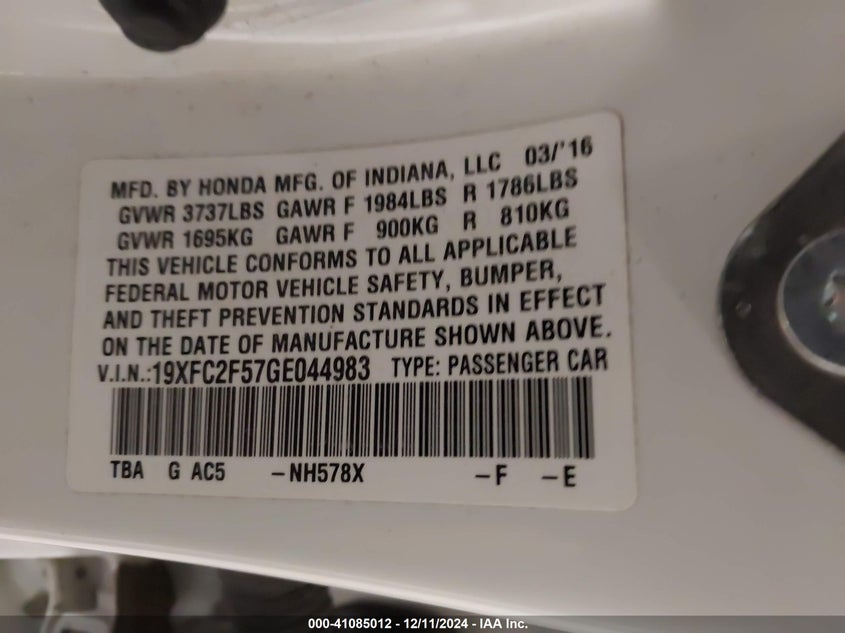 MFD. BY HONDA MFG. OF INDIANA, LLC 03/'16
GVWR 3737LBS GAWR F 1984LBS R 1786LBS
GVWR 1695KG GAWR F 900KG R 810KG
THIS VEHICLE CONFORMS TO ALL APPLICABLE
FEDERAL MOTOR VEHICLE SAFETY, BUMPER,
AND THEFT PREVENTION STANDARDS IN EFFECT
ON THE DATE OF MANUFACTURE SHOWN ABOVE.
V.I.N.:19XFC2F57GE044983 TYPE: PASSENGER CAR
TBA G AC5 –NH578X –F –E
000-41085012 - 12/11/2024 - IAA Inc.